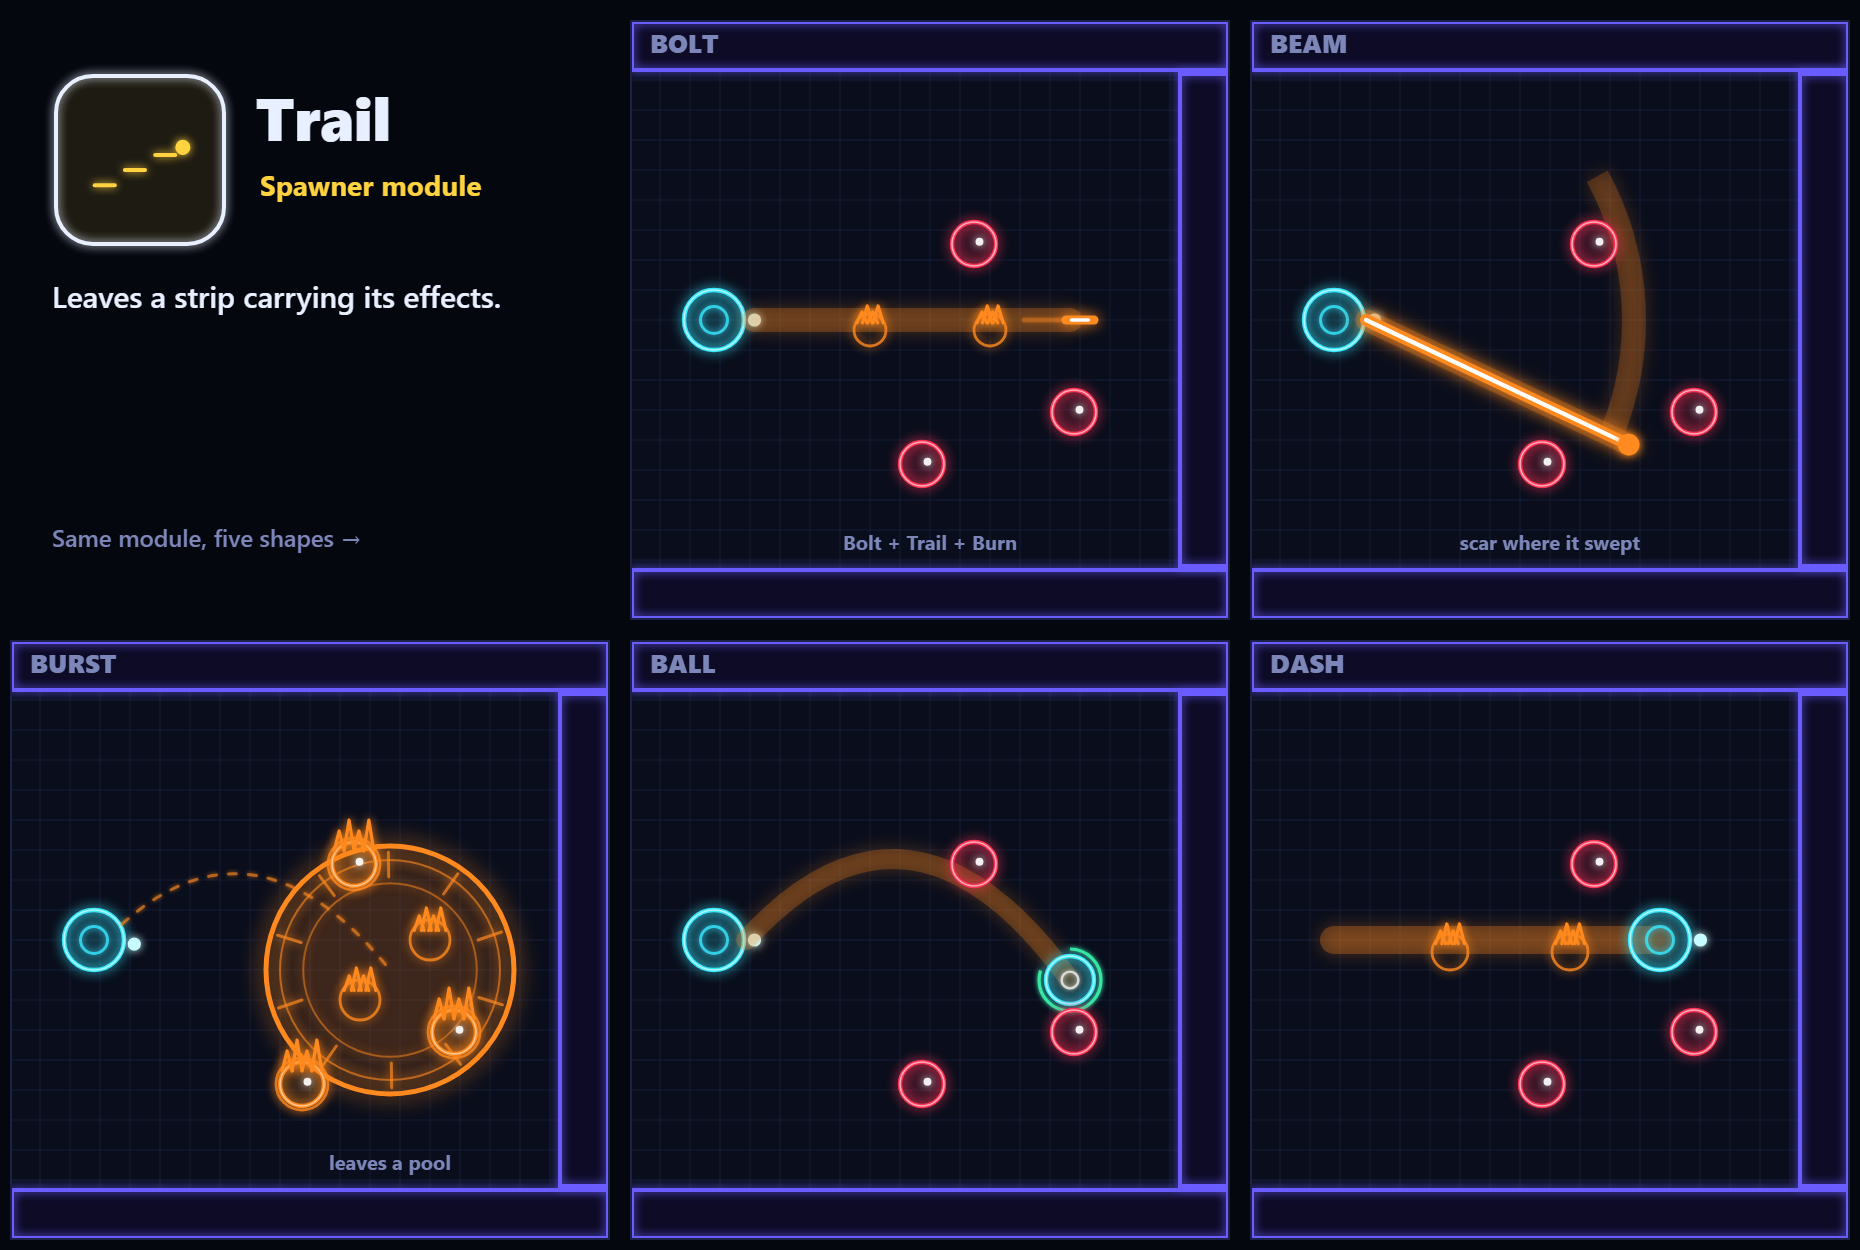 Trail
Spawner module
Leaves a strip carrying its effects.
Same module, five shapes →
BOLT
Bolt + Trail + Burn
BEAM
scar where it swept
BURST
leaves a pool
BALL
DASH